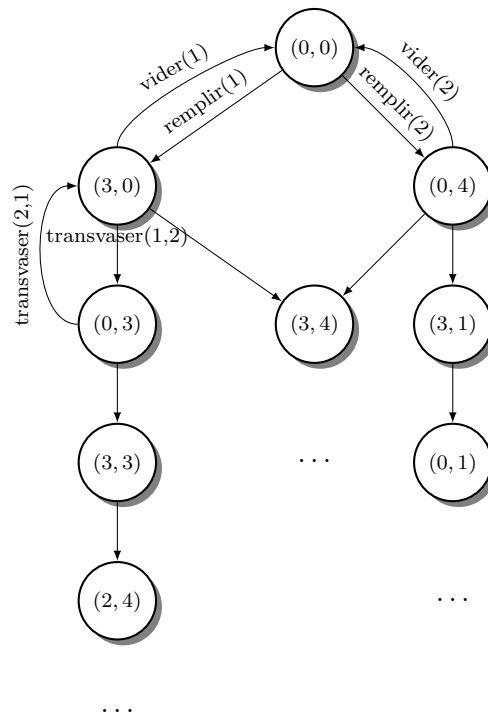 (0, 0)
vider(1)
vider(2)
remplir(1)
remplir(2)
(3, 0)
(0, 4)
transvaser(2,1)
transvaser(1,2)
(0, 3)
(3, 4)
(3, 1)
(3, 3)
...
(0, 1)
(2, 4)
...
...